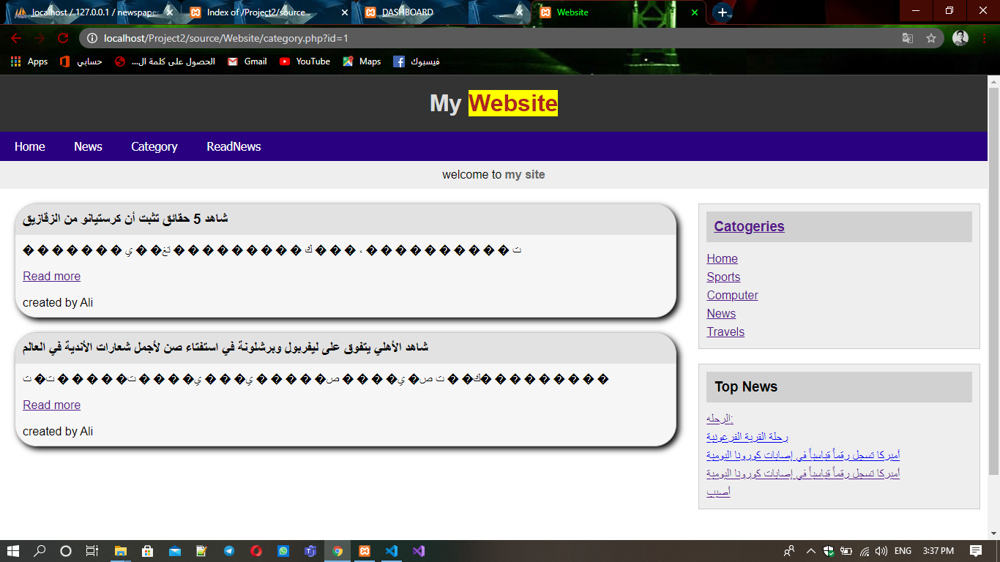 localhost / 127.0.0.1 / newspape
Index of /Project2/source
DASHBOARD
Website
localhost/Project2/source/Website/category.php?id=1
Apps
حسابي
الحصول على كلمة ال...
Gmail
YouTube
Maps
فيسبوك
My Website
Home News Category ReadNews
welcome to my site
شاهد 5 حقائق تثبت أن كرستيانو من الزقازيق
Read more
created by Ali
شاهد الأهلي يتفوق على ليفربول وبرشلونة في استفتاء صن لأجمل شعارات الأندية في العالم
Read more
created by Ali
Catogeries
Home
Sports
Computer
News
Travels
Top News
الرحله:
رحلة القرية الفرعونية
أميركا تسجل رقماً قياسياً في إصابات كورونا اليومية
أميركا تسجل رقماً قياسياً في إصابات كورونا اليومية
أصيب
ENG 3:37 PM